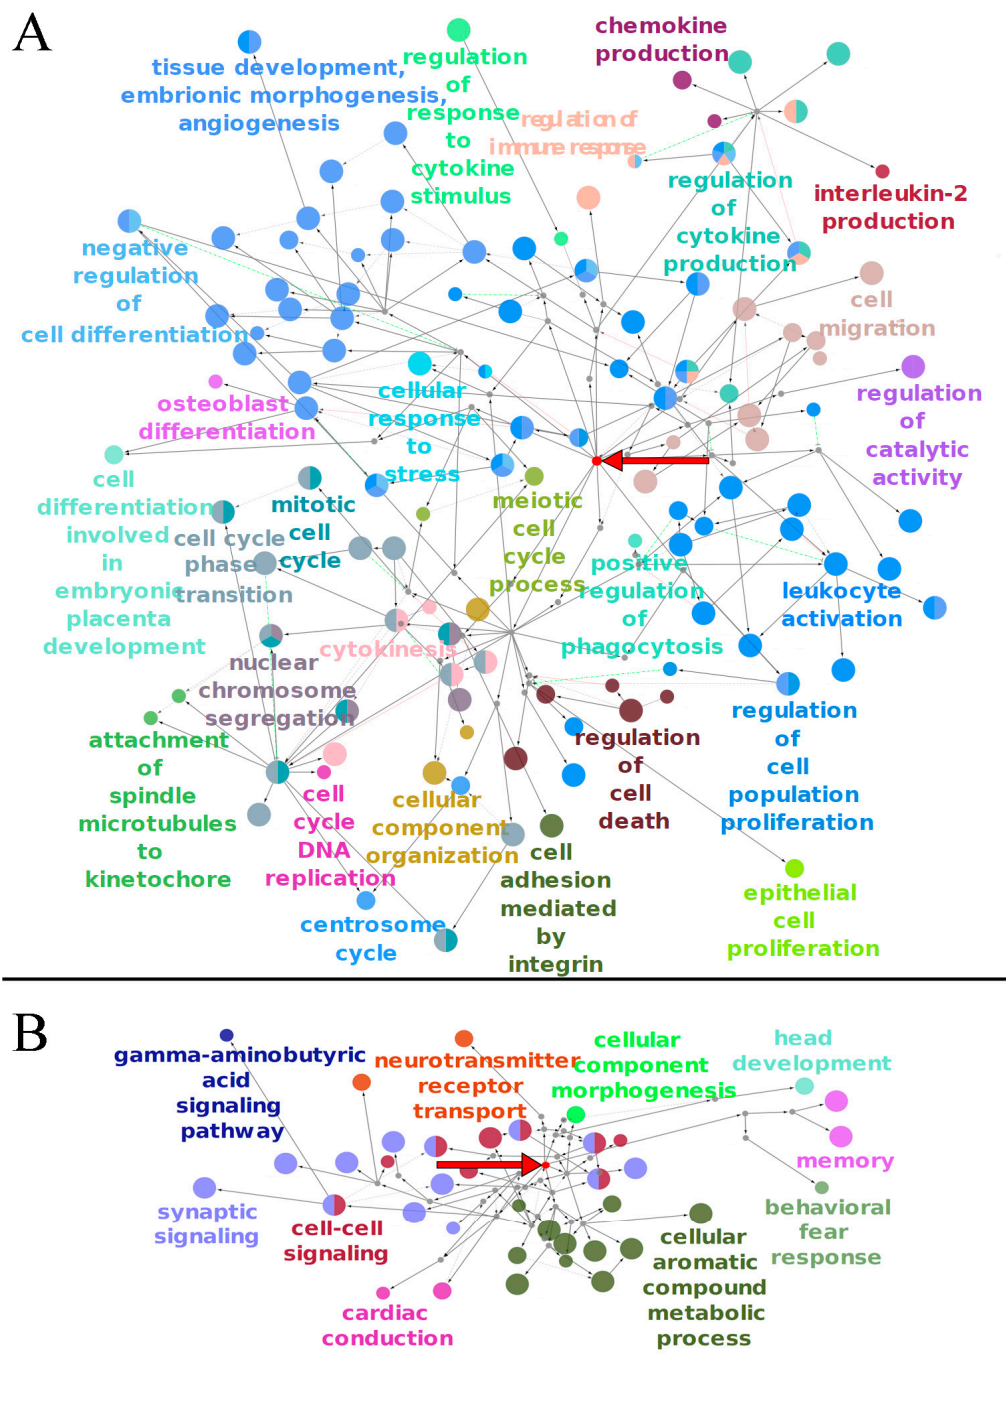 A
tissue development,
embrionic morphogenesis,
angiogenesis
regulation
of
response
to
cytokine
stimulus
chemokine
production
regulation of
immune response
regulation
of
cytokine
production
interleukin-2
production
negative
regulation
of
cell differentiation
cell
migration
osteoblast
differentiation
cellular
response
to
stress
regulation
of
catalytic
activity
cell
differentiation
involved
in
embryonic
placenta
development
mitotic
cell
cycle
cell cycle
phase
transition
meiotic
cell
cycle
process
positive
regulation
of
phagocytosis
leukocyte
activation
cytokinesis
nuclear
chromosome
segregation
attachment
of
spindle
microtubules
to
kinetochore
cell
cycle
DNA
replication
cellular
component
organization
regulation
of
cell
death
regulation
of
cell
population
proliferation
cell
adhesion
mediated
by
integrin
epithelial
cell
proliferation
centrosome
cycle
B
gamma-aminobutyric
acid
signaling
pathway
neurotransmitter
receptor
transport
cellular
component
morphogenesis
head
development
memory
synaptic
signaling
cell-cell
signaling
behavioral
fear
response
cellular
aromatic
compound
metabolic
process
cardiac
conduction